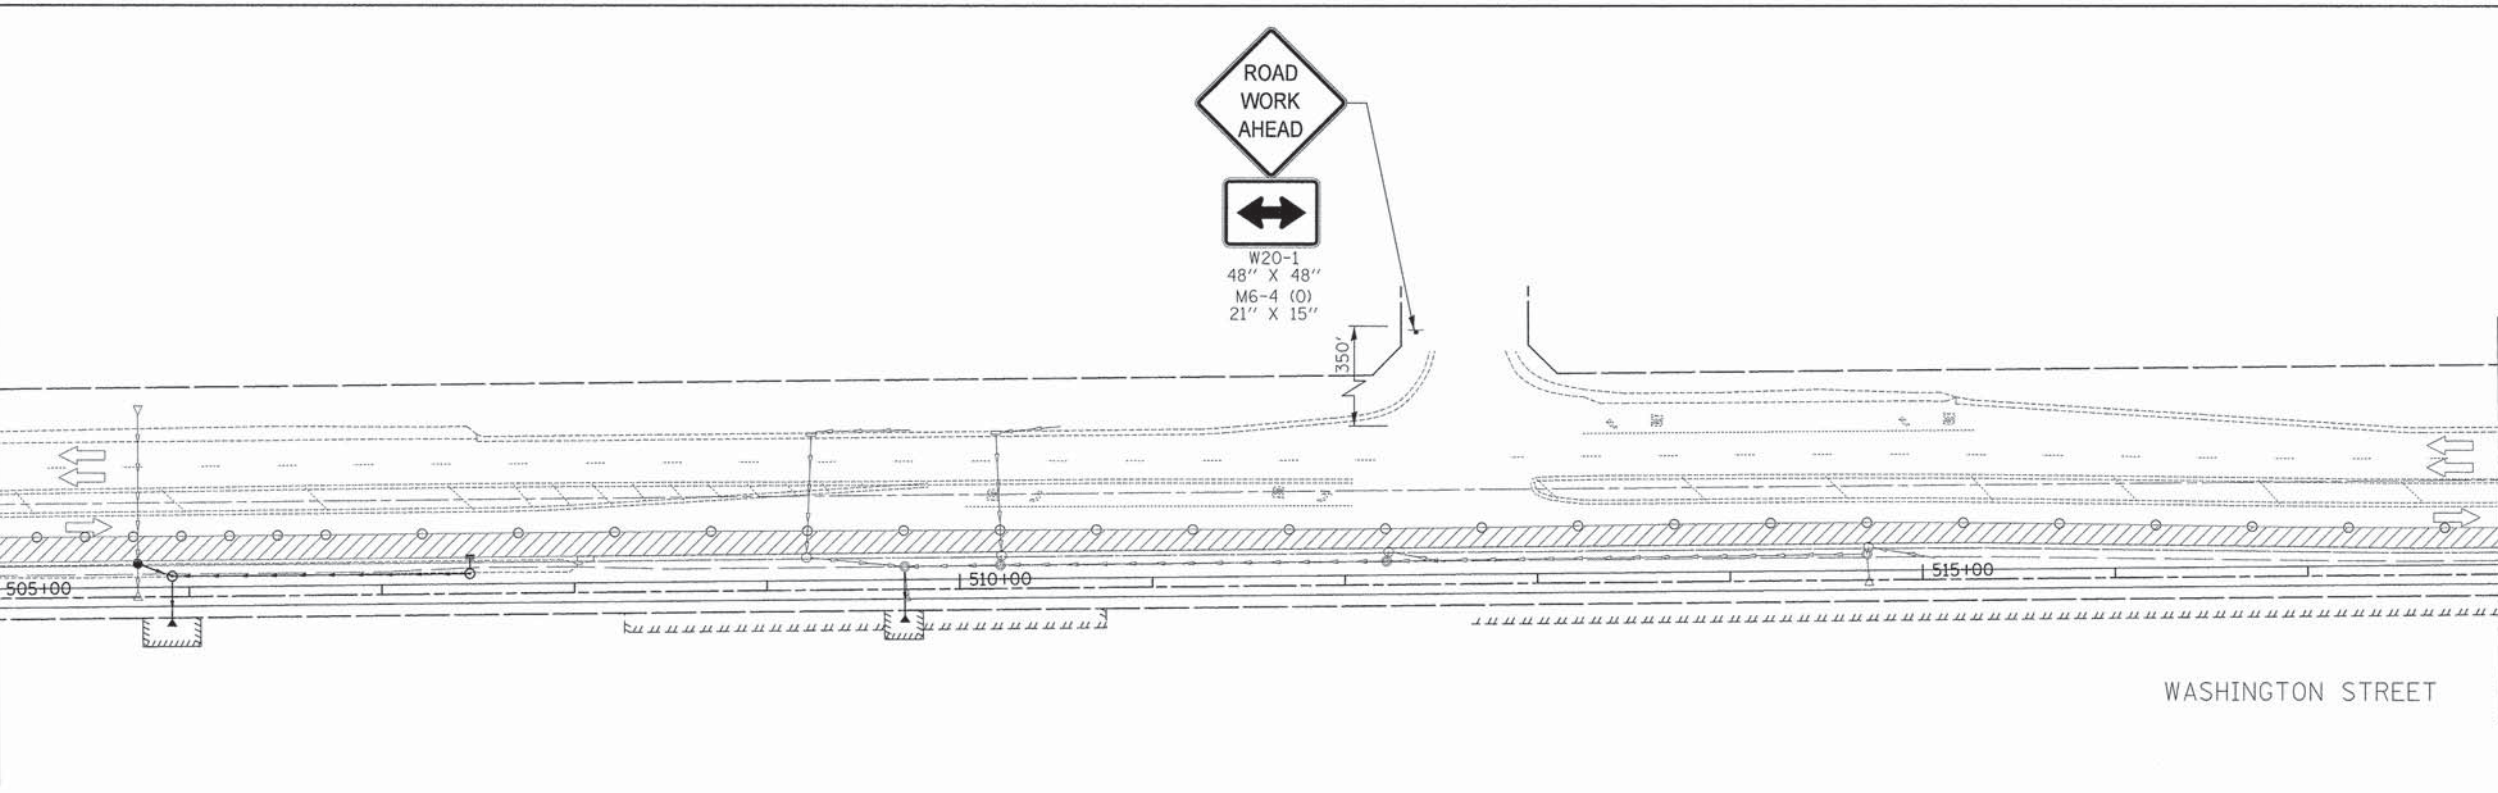 ROAD
WORK
AHEAD
W20-1
48" X 48"
M6-4 (O)
21" X 15"
350'
505+00
510+00
515+00
WASHINGTON STREET